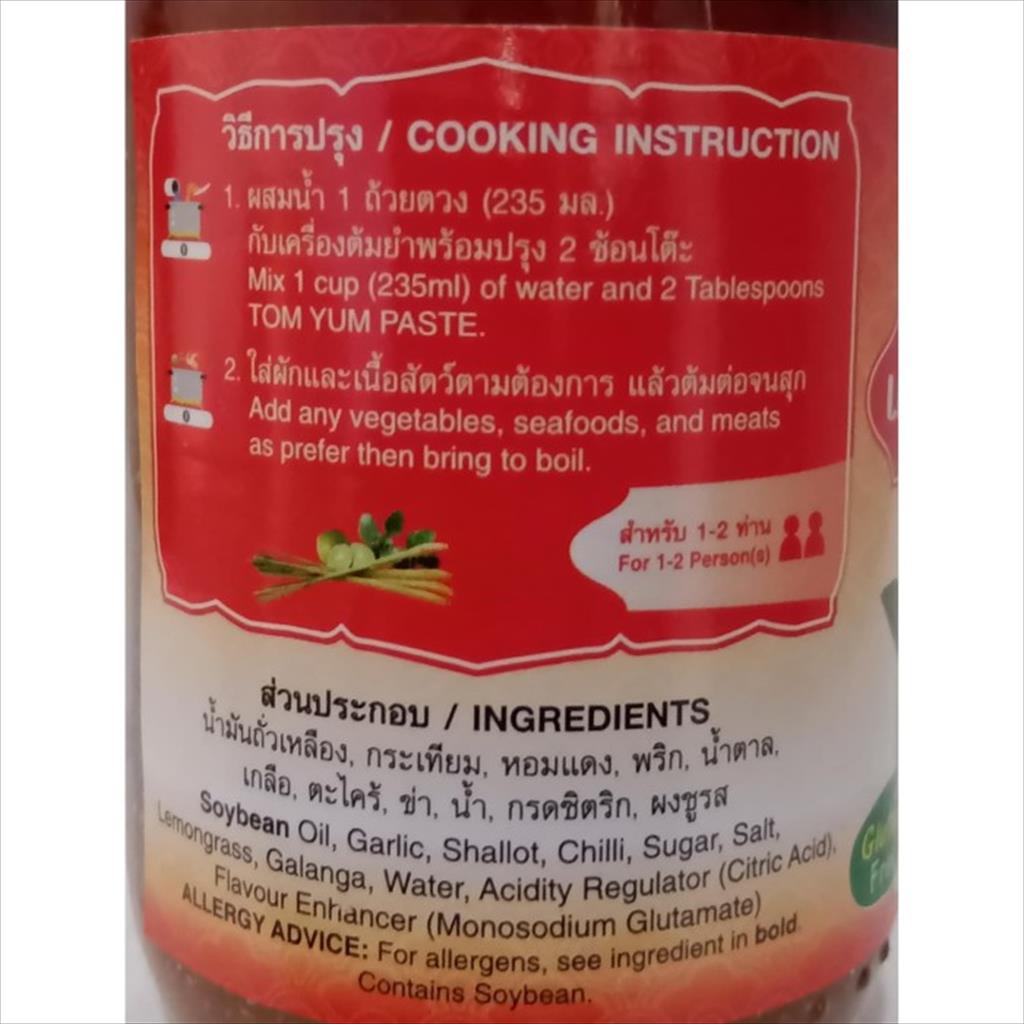 วิธีการปรุง / COOKING INSTRUCTION
1. ผสมน้ำ 1 ถ้วยตวง (235 มล.)
กับเครื่องต้มยำพร้อมปรุง 2 ช้อนโต๊ะ
Mix 1 cup (235ml) of water and 2 Tablespoons
TOM YUM PASTE.
2. ใส่ผักและเนื้อสัตว์ตามต้องการ แล้วต้มต่อจนสุก
Add any vegetables, seafoods, and meats
as prefer then bring to boil.
สำหรับ 1-2 ท่าน
For 1-2 Person(s)
ส่วนประกอบ / INGREDIENTS
น้ำมันถั่วเหลือง, กระเทียม, หอมแดง, พริก, น้ำตาล,
เกลือ, ตะไคร้, ข่า, น้ำ, กรดซิตริก, ผงชูรส
Soybean Oil, Garlic, Shallot, Chilli, Sugar, Salt,
Lemongrass, Galanga, Water, Acidity Regulator (Citric Acid),
Flavour Enhancer (Monosodium Glutamate)
ALLERGY ADVICE: For allergens, see ingredient in bold.
Contains Soybean.